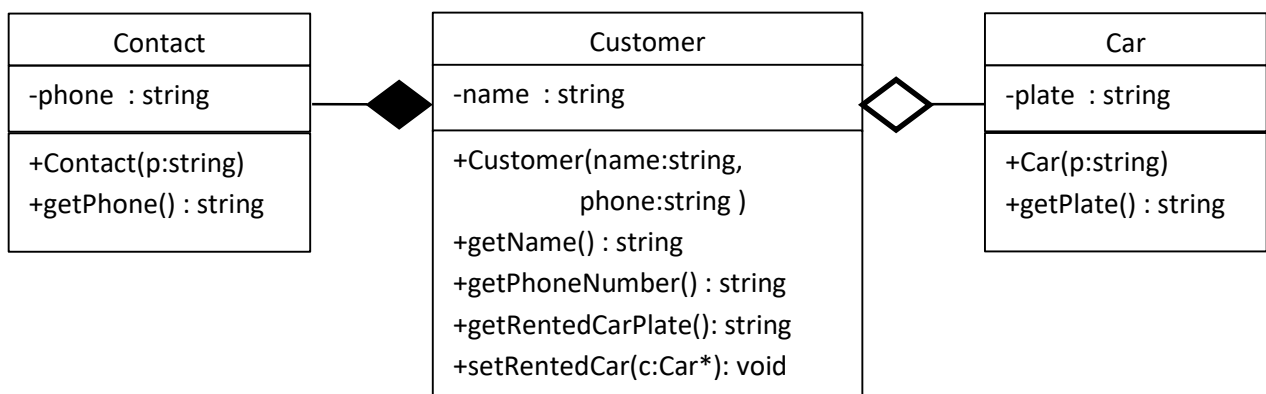 Contact
-phone : string
+Contact(p:string)
+getPhone() : string
Customer
-name : string
+Customer(name:string,
phone:string )
+getName() : string
+getPhoneNumber() : string
+getRentedCarPlate(): string
+setRentedCar(c:Car*): void
Car
-plate : string
+Car(p:string)
+getPlate() : string